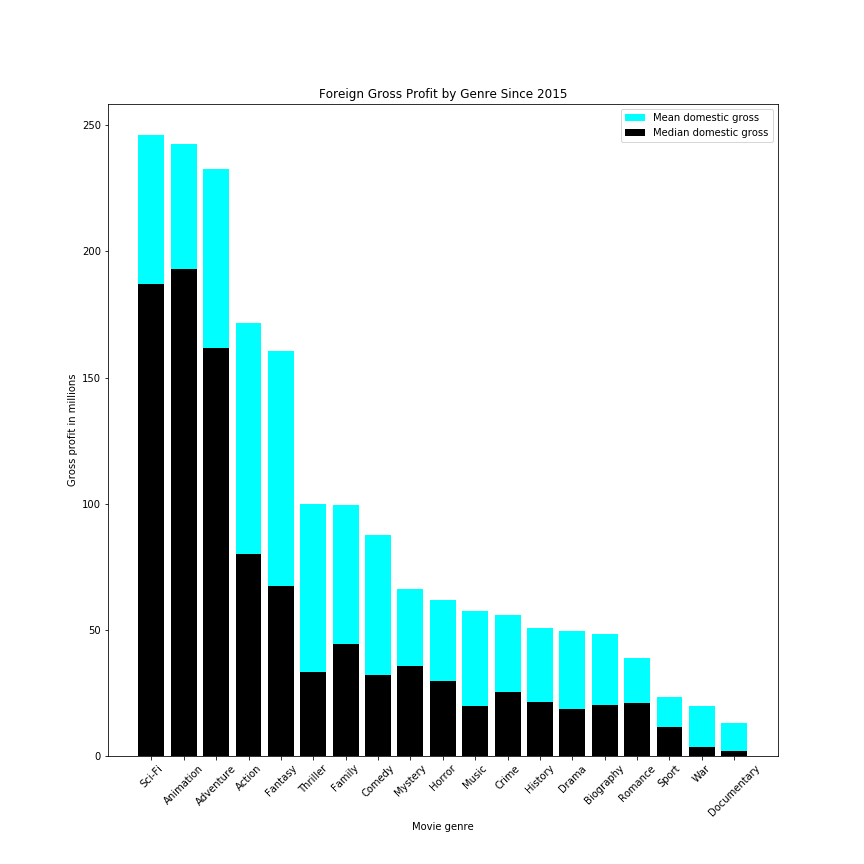 Foreign Gross Profit by Genre Since 2015
Mean domestic gross
Median domestic gross
Gross profit in millions
250
200
150
100
50
0
Sci-Fi
Animation
Adventure
Action
Fantasy
Thriller
Family
Comedy
Mystery
Horror
Music
Crime
History
Drama
Biography
Romance
Sport
War
Documentary
Movie genre